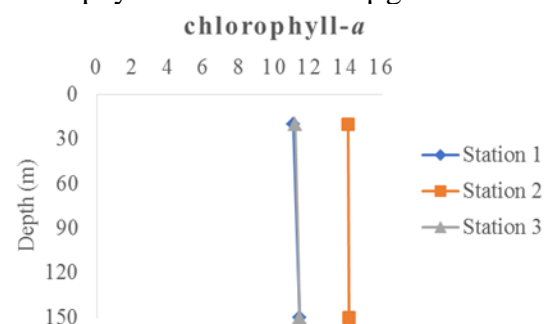 chlorophyll-a
0 2 4 6 8 10 12 14 16
0
30
60
90
120
150
Depth (m)
Station 1
Station 2
Station 3